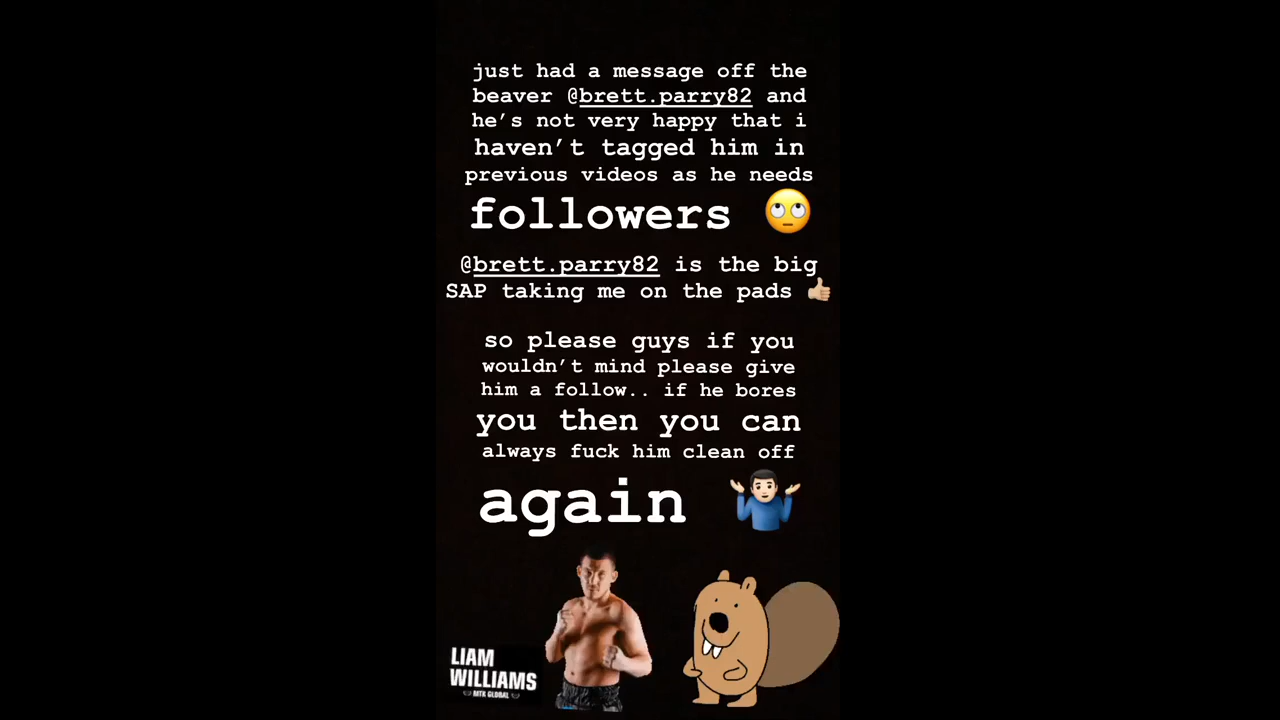 just had a message off the
beaver @brett.parry82 and
he’s not very happy that i
haven’t tagged him in
previous videos as he needs
followers 🙄
@brett.parry82 is the big
SAP taking me on the pads 👍🏼
so please guys if you
wouldn’t mind please give
him a follow.. if he bores
you then you can
always fuck him clean off
again 🤷🏻‍♂️
LIAM
WILLIAMS
MTK GLOBAL